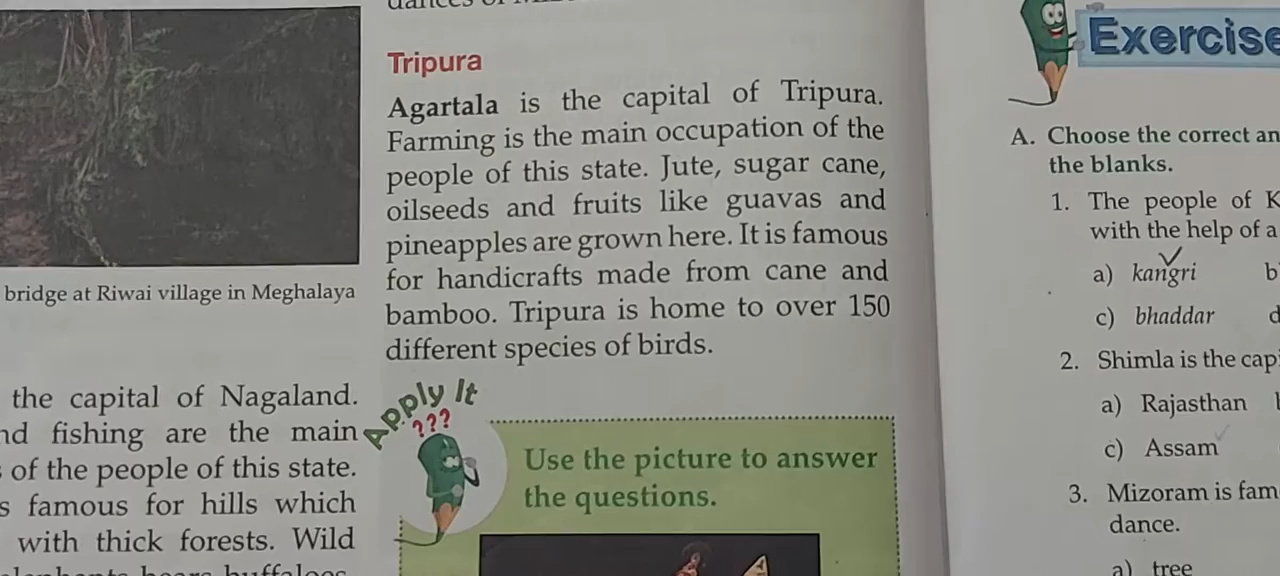 bridge at Riwai village in Meghalaya
the capital of Nagaland.
fishing are the main
of the people of this state.
famous for hills which
with thick forests. Wild
Tripura
Agartala is the capital of Tripura.
Farming is the main occupation of the
people of this state. Jute, sugar cane,
oilseeds and fruits like guavas and
pineapples are grown here. It is famous
for handicrafts made from cane and
bamboo. Tripura is home to over 150
different species of birds.
Apply It
???
Use the picture to answer
the questions.
Exercise
A. Choose the correct
the blanks.
1. The people of
with the help of a
a) kangri
c) bhaddar
2. Shimla is the
a) Rajasthan
c) Assam
3. Mizoram is
dance.
a) tree